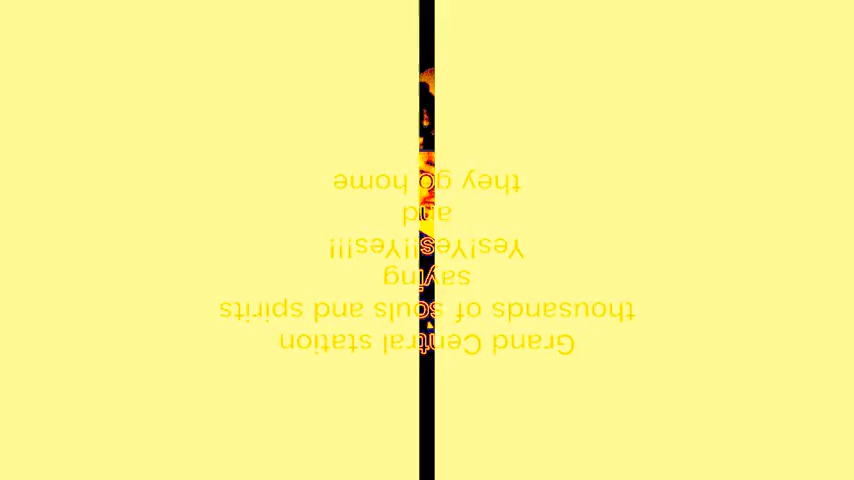 Grand Central station
thousands of souls and spirits
saying
Yes!Yes!!Yes!!!
and
they go home